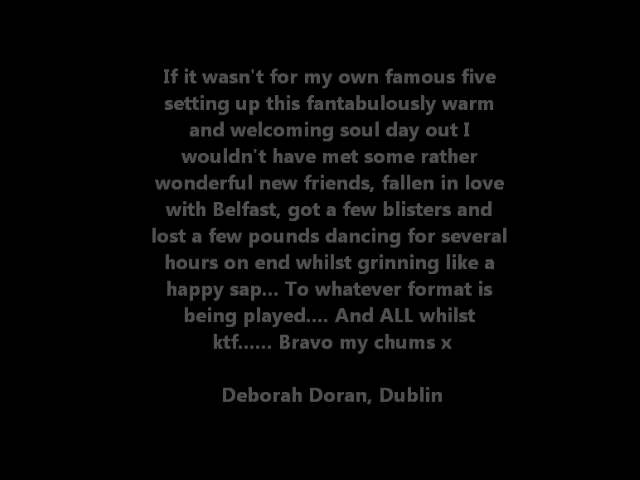 If it wasn't for my own famous five
setting up this fantabulously warm
and welcoming soul day out I
wouldn't have met some rather
wonderful new friends, fallen in love
with Belfast, got a few blisters and
lost a few pounds dancing for several
hours on end whilst grinning like a
happy sap... To whatever format is
being played.... And ALL whilst
ktf...... Bravo my chums x
Deborah Doran, Dublin